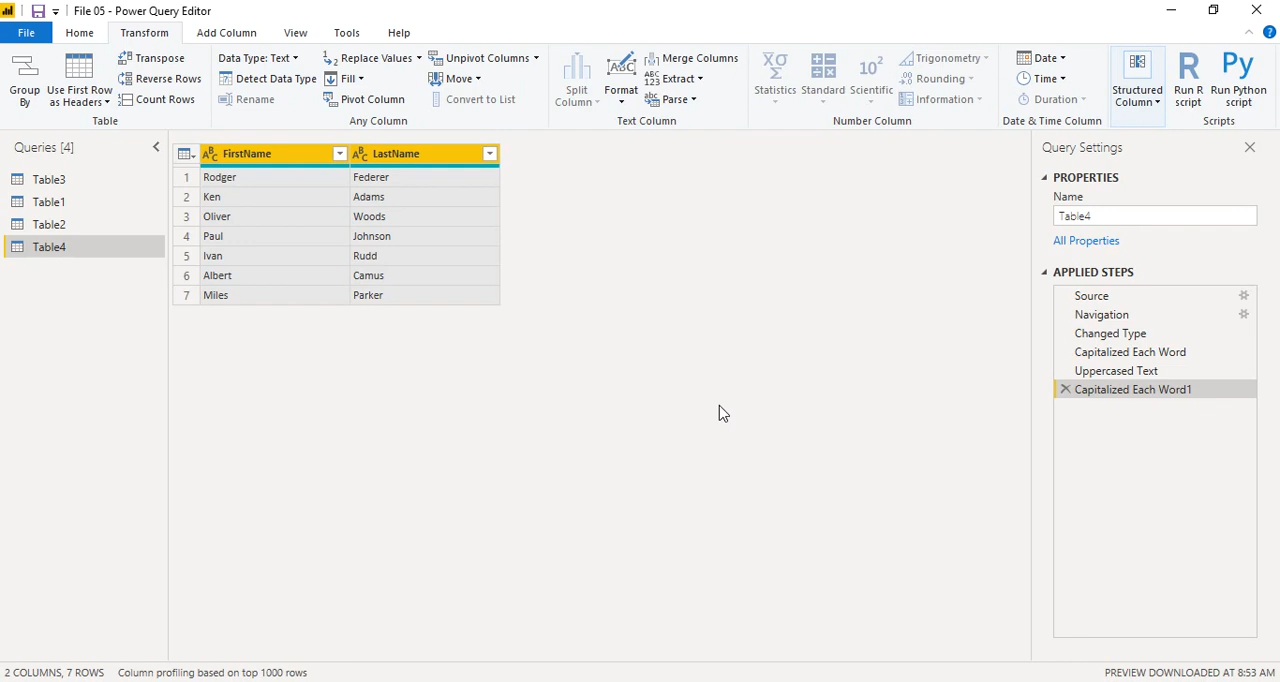 File 05 - Power Query Editor
File Home Transform Add Column View Tools Help
Group By
Use First Row as Headers
Transpose
Reverse Rows
Count Rows
Table
Data Type: Text
Detect Data Type
Rename
Replace Values
Fill
Pivot Column
Unpivot Columns
Move
Convert to List
Any Column
Split Column
Format
Merge Columns
Extract
Parse
Text Column
Statistics
Standard
Scientific
Trigonometry
Rounding
Information
Number Column
Date
Time
Duration
Date & Time Column
Structured Column
Run R script
Run Python script
Scripts
Queries [4]
Table3
Table1
Table2
Table4
FirstName LastName
1 Rodger Federer
2 Ken Adams
3 Oliver Woods
4 Paul Johnson
5 Ivan Rudd
6 Albert Camus
7 Miles Parker
Query Settings
PROPERTIES
Name
Table4
All Properties
APPLIED STEPS
Source
Navigation
Changed Type
Capitalized Each Word
Uppercased Text
Capitalized Each Word1
2 COLUMNS, 7 ROWS Column profiling based on top 1000 rows PREVIEW DOWNLOADED AT 8:53 AM